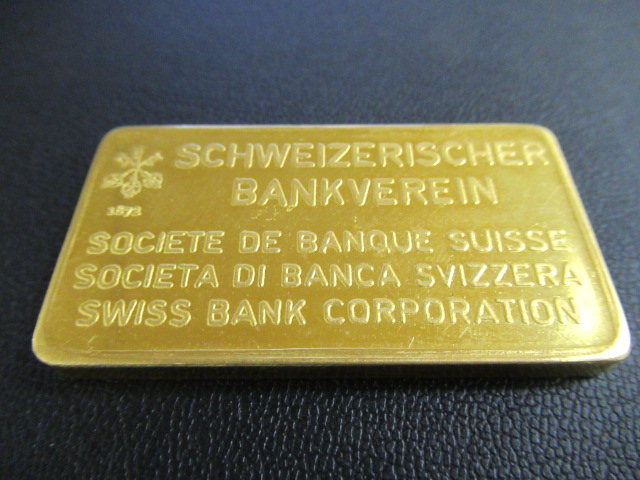 SCHWEIZERISCHER
BANKVEREIN
1872
SOCIETE DE BANQUE SUISSE
SOCIETA DI BANCA SVIZZERA
SWISS BANK CORPORATION